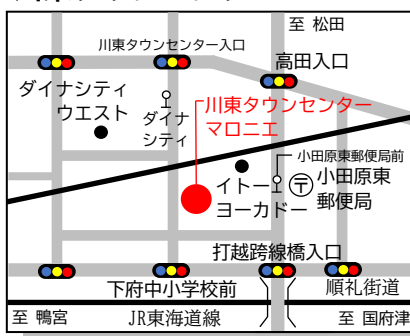 至 松田
川東タウンセンター入口
高田入口
ダイナシティ
ウエスト
ダイナ
シティ
川東タウンセンター
マロニエ
小田原東郵便局前
イトー
ヨーカドー
〒
小田原東
郵便局
打越跨線橋入口
下府中小学校前
順礼街道
至 鴨宮
JR東海道線
至 国府津